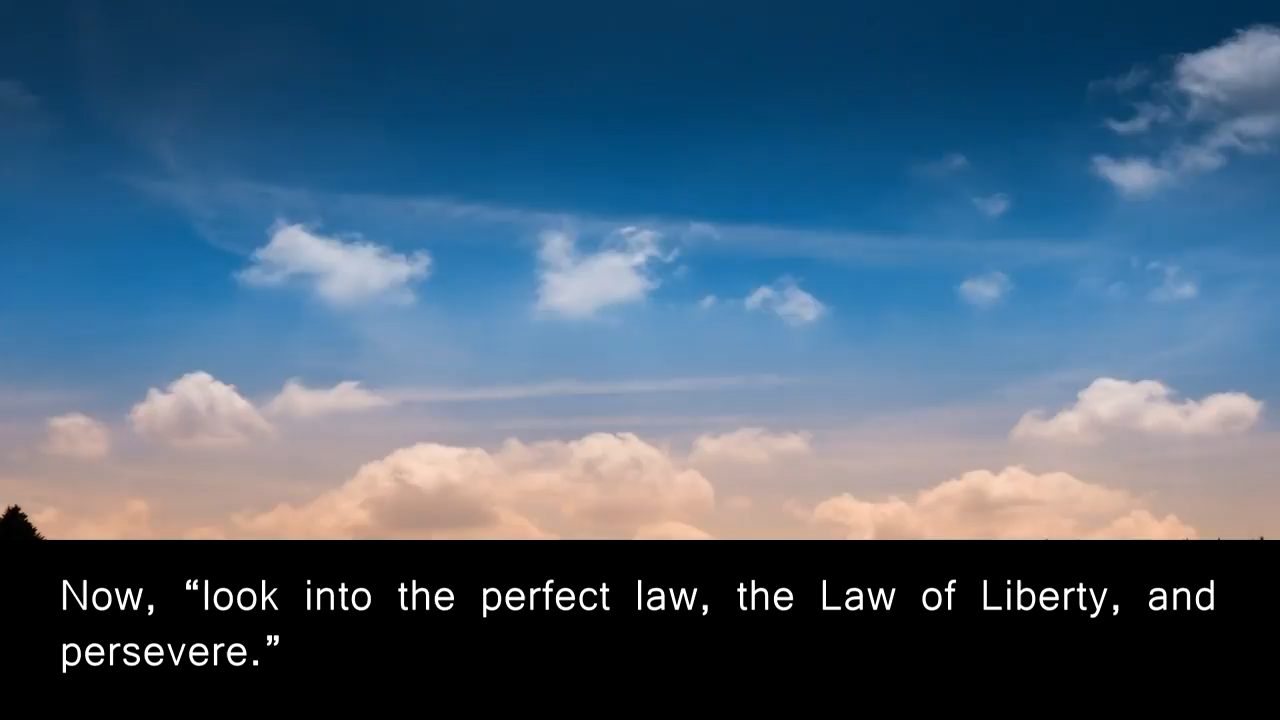 Now, “look into the perfect law, the Law of Liberty, and
persevere.”